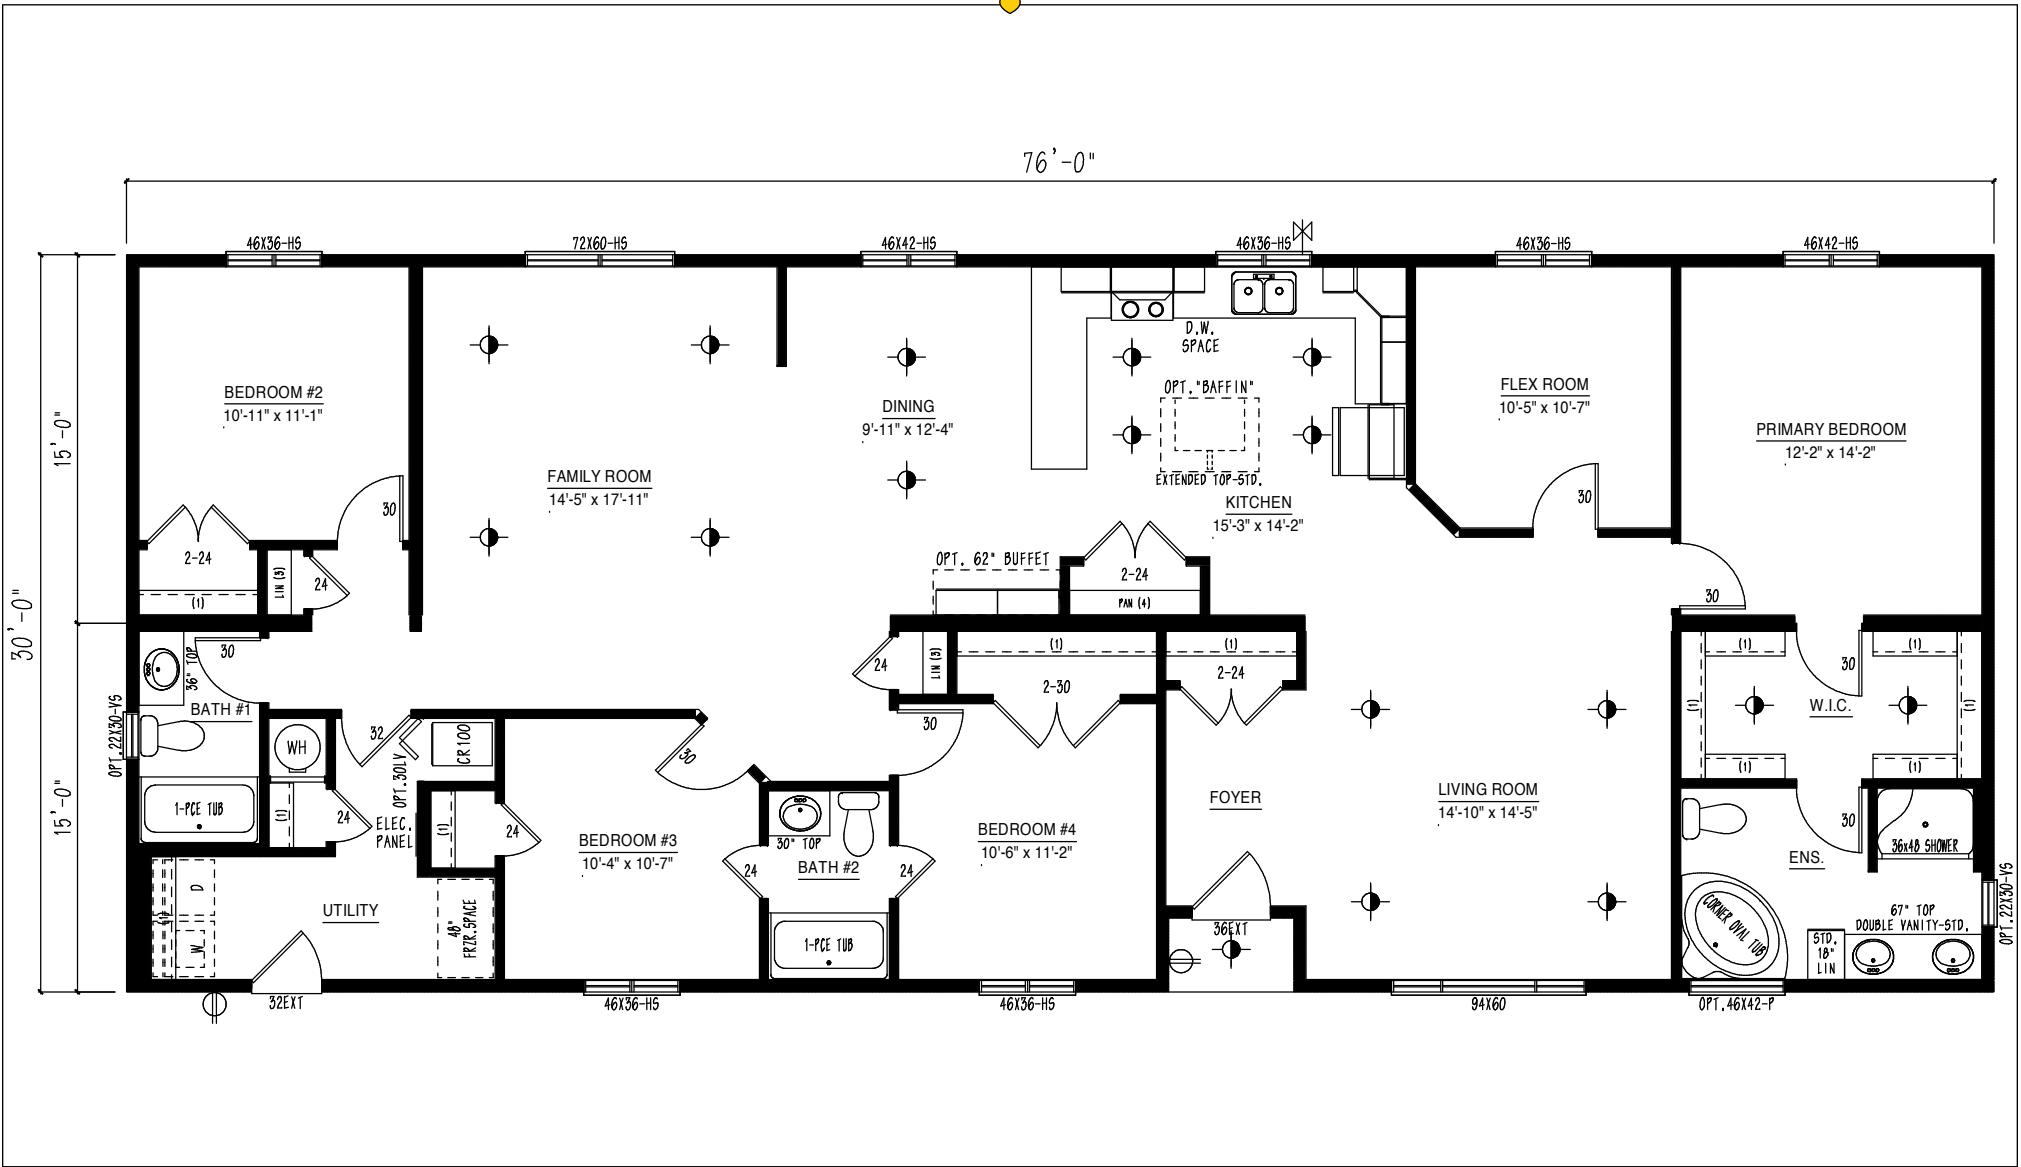 76'-0"
46X36-HS
72X60-HS
46X42-HS
46X36-HS
46X36-HS
46X42-HS
15'-0"
30'-0"
15'-0"
BEDROOM #2
10'-11" x 11'-1"
30
2-24
(1)
LIN (3)
24
FAMILY ROOM
14'-5" x 17'-11"
DINING
9'-11" x 12'-4"
D.W.
SPACE
OPT."BAFFIN"
EXTENDED TOP-STD.
KITCHEN
15'-3" x 14'-2"
OPT. 62" BUFFET
2-24
PAN (4)
FLEX ROOM
10'-5" x 10'-7"
30
PRIMARY BEDROOM
12'-2" x 14'-2"
30
30
36" TOP
BATH #1
OPT.22X30-VS
1-PCE TUB
WH
32
OPT.30LV
CR100
(1)
24
ELEC.
PANEL
(1)
24
D
(1)
W
UTILITY
48"
FRZR.SPACE
32EXT
30
BEDROOM #3
10'-4" x 10'-7"
46X36-HS
24
30" TOP
BATH #2
24
1-PCE TUB
24
LIN (3)
(1)
2-30
30
BEDROOM #4
10'-6" x 11'-2"
46X36-HS
(1)
2-24
FOYER
36EXT
LIVING ROOM
14'-10" x 14'-5"
94X60
(1)
(1)
30
(1)
W.I.C.
(1)
(1)
(1)
30
36x48 SHOWER
ENS.
CORNER OVAL TUB
67" TOP
DOUBLE VANITY-STD.
STD.
18"
LIN
OPT.22X30-VS
OPT.46X42-P